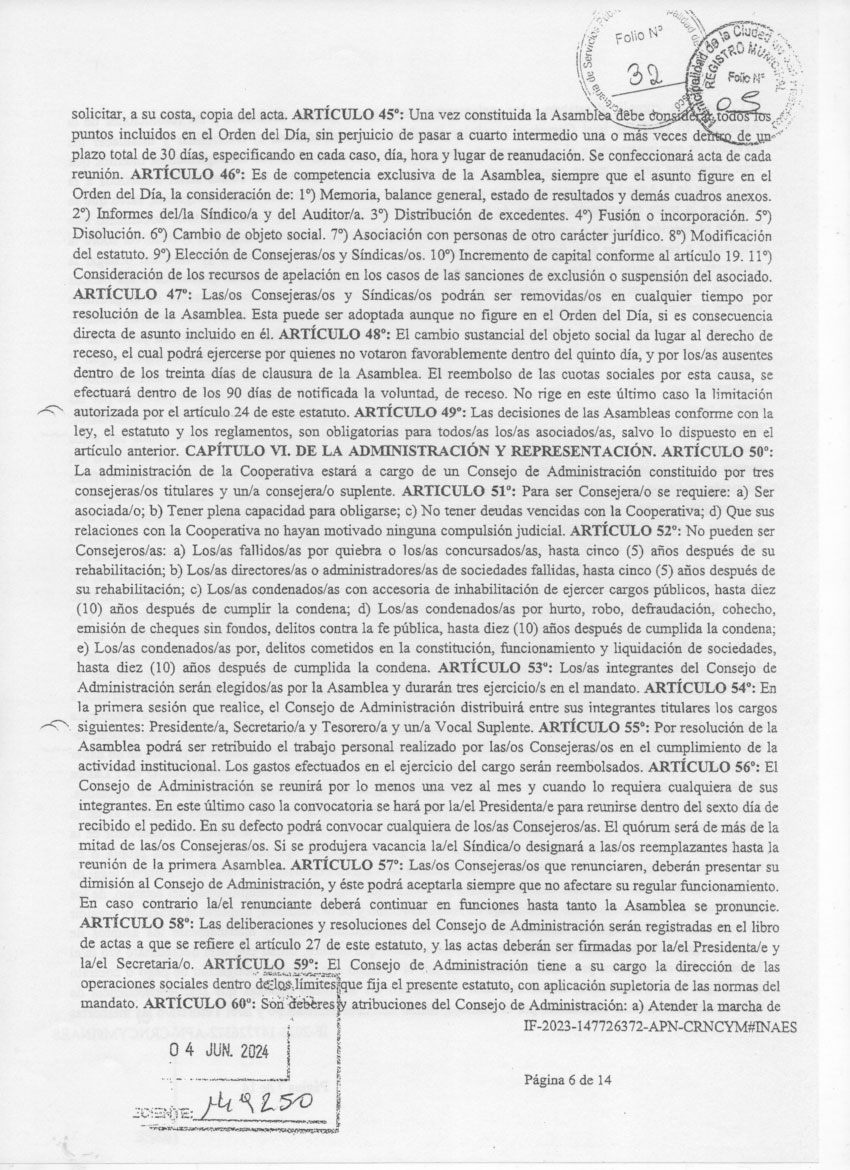 Folio Nº
32
Municipalidad de la Ciudad de
REGISTRO MUNICIPAL
Folio Nº
05
solicitar, a su costa, copia del acta. ARTÍCULO 45º: Una vez constituida la Asamblea debe considerar todos los
puntos incluidos en el Orden del Día, sin perjuicio de pasar a cuarto intermedio una o más veces dentro de un
plazo total de 30 días, especificando en cada caso, día, hora y lugar de reanudación. Se confeccionará acta de cada
reunión. ARTÍCULO 46º: Es de competencia exclusiva de la Asamblea, siempre que el asunto figure en el
Orden del Día, la consideración de: 1º) Memoria, balance general, estado de resultados y demás cuadros anexos.
2º) Informes del/la Síndico/a y del Auditor/a. 3º) Distribución de excedentes. 4º) Fusión o incorporación. 5º)
Disolución. 6º) Cambio de objeto social. 7º) Asociación con personas de otro carácter jurídico. 8º) Modificación
del estatuto. 9º) Elección de Consejeras/os y Síndicas/os. 10º) Incremento de capital conforme al artículo 19. 11º)
Consideración de los recursos de apelación en los casos de las sanciones de exclusión o suspensión del asociado.
ARTÍCULO 47º: Las/os Consejeras/os y Síndicas/os podrán ser removidas/os en cualquier tiempo por
resolución de la Asamblea. Esta puede ser adoptada aunque no figure en el Orden del Día, si es consecuencia
directa de asunto incluido en él. ARTÍCULO 48º: El cambio sustancial del objeto social da lugar al derecho de
receso, el cual podrá ejercerse por quienes no votaron favorablemente dentro del quinto día, y por los/as ausentes
dentro de los treinta días de clausura de la Asamblea. El reembolso de las cuotas sociales por esta causa, se
efectuará dentro de los 90 días de notificada la voluntad, de receso. No rige en este último caso la limitación
autorizada por el artículo 24 de este estatuto. ARTÍCULO 49º: Las decisiones de las Asambleas conforme con la
ley, el estatuto y los reglamentos, son obligatorias para todos/as los/as asociados/as, salvo lo dispuesto en el
artículo anterior. CAPÍTULO VI. DE LA ADMINISTRACIÓN Y REPRESENTACIÓN. ARTÍCULO 50º:
La administración de la Cooperativa estará a cargo de un Consejo de Administración constituido por tres
consejeras/os titulares y un/a consejera/o suplente. ARTICULO 51º: Para ser Consejera/o se requiere: a) Ser
asociada/o; b) Tener plena capacidad para obligarse; c) No tener deudas vencidas con la Cooperativa; d) Que sus
relaciones con la Cooperativa no hayan motivado ninguna compulsión judicial. ARTÍCULO 52º: No pueden ser
Consejeros/as: a) Los/as fallidos/as por quiebra o los/as concursados/as, hasta cinco (5) años después de su
rehabilitación; b) Los/as directores/as o administradores/as de sociedades fallidas, hasta cinco (5) años después de
su rehabilitación; c) Los/as condenados/as con accesoria de inhabilitación de ejercer cargos públicos, hasta diez
(10) años después de cumplir la condena; d) Los/as condenados/as por hurto, robo, defraudación, cohecho,
emisión de cheques sin fondos, delitos contra la fe pública, hasta diez (10) años después de cumplida la condena;
e) Los/as condenados/as por, delitos cometidos en la constitución, funcionamiento y liquidación de sociedades,
hasta diez (10) años después de cumplida la condena. ARTÍCULO 53º: Los/as integrantes del Consejo de
Administración serán elegidos/as por la Asamblea y durarán tres ejercicio/s en el mandato. ARTÍCULO 54º: En
la primera sesión que realice, el Consejo de Administración distribuirá entre sus integrantes titulares los cargos
siguientes: Presidente/a, Secretario/a y Tesorero/a y un/a Vocal Suplente. ARTÍCULO 55º: Por resolución de la
Asamblea podrá ser retribuido el trabajo personal realizado por las/os Consejeras/os en el cumplimiento de la
actividad institucional. Los gastos efectuados en el ejercicio del cargo serán reembolsados. ARTÍCULO 56º: El
Consejo de Administración se reunirá por lo menos una vez al mes y cuando lo requiera cualquiera de sus
integrantes. En este último caso la convocatoria se hará por la/el Presidenta/e para reunirse dentro del sexto día de
recibido el pedido. En su defecto podrá convocar cualquiera de los/as Consejeros/as. El quórum será de más de la
mitad de las/os Consejeras/os. Si se produjera vacancia la/el Síndica/o designará a las/os reemplazantes hasta la
reunión de la primera Asamblea. ARTÍCULO 57º: Las/os Consejeras/os que renunciaren, deberán presentar su
dimisión al Consejo de Administración, y éste podrá aceptarla siempre que no afectare su regular funcionamiento.
En caso contrario la/el renunciante deberá continuar en funciones hasta tanto la Asamblea se pronuncie.
ARTÍCULO 58º: Las deliberaciones y resoluciones del Consejo de Administración serán registradas en el libro
de actas a que se refiere el artículo 27 de este estatuto, y las actas deberán ser firmadas por la/el Presidenta/e y
la/el Secretaria/o. ARTÍCULO 59º: El Consejo de Administración tiene a su cargo la dirección de las
operaciones sociales dentro de los límites que fija el presente estatuto, con aplicación supletoria de las normas del
mandato. ARTÍCULO 60º: Son deberes y atribuciones del Consejo de Administración: a) Atender la marcha de
IF-2023-147726372-APN-CRNCYM#INAES
04 JUN. 2024
Página 6 de 14
149250